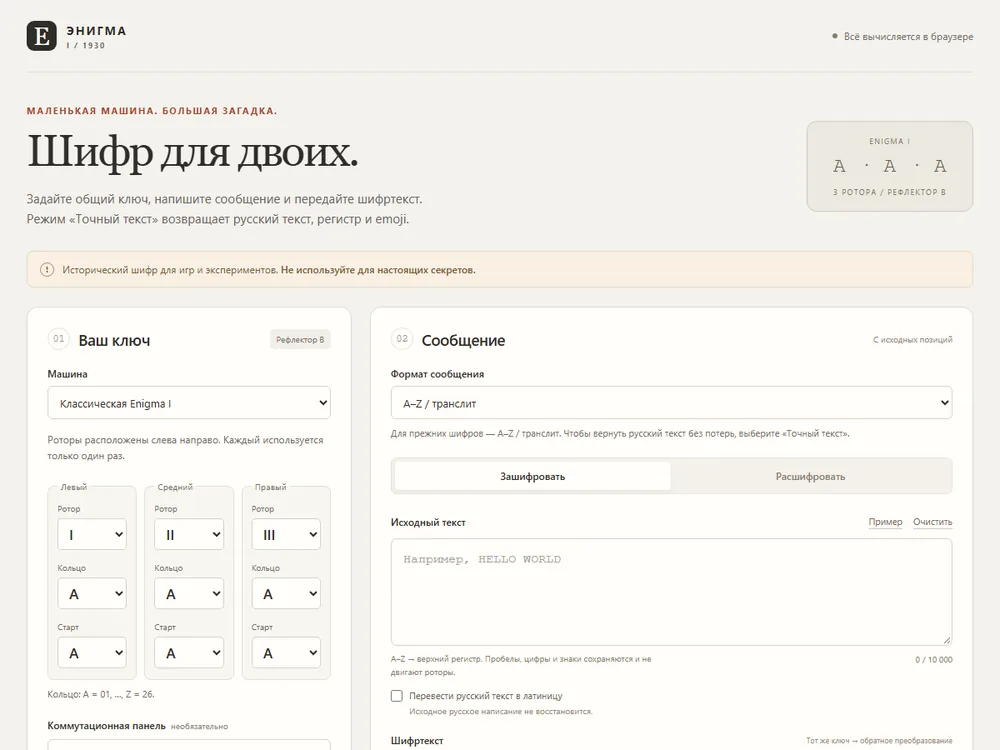 E
ЭНИГМА
I / 1930
Всё вычисляется в браузере
МАЛЕНЬКАЯ МАШИНА. БОЛЬШАЯ ЗАГАДКА.
Шифр для двоих.
Задайте общий ключ, напишите сообщение и передайте шифртекст.
Режим «Точный текст» возвращает русский текст, регистр и emoji.
ENIGMA I
A · A · A
3 РОТОРА / РЕФЛЕКТОР B
! Исторический шифр для игр и экспериментов. Не используйте для настоящих секретов.
01 Ваш ключ
Рефлектор B
Машина
Классическая Enigma I
Роторы расположены слева направо. Каждый используется
только один раз.
Левый
Ротор
I
Кольцо
A
Старт
A
Средний
Ротор
II
Кольцо
A
Старт
A
Правый
Ротор
III
Кольцо
A
Старт
A
Кольцо: A = 01, …, Z = 26.
Коммутационная панель необязательно
02 Сообщение
С исходных позиций
Формат сообщения
A–Z / транслит
Для прежних шифров — A–Z / транслит. Чтобы вернуть русский текст без потерь, выберите «Точный текст».
Зашифровать
Расшифровать
Исходный текст
Пример
Очистить
Например, HELLO WORLD
A–Z → верхний регистр. Пробелы, цифры и знаки сохраняются и не
двигают роторы.
0 / 10 000
Перевести русский текст в латиницу
Исходное русское написание не восстановится.
Шифртекст
Тот же ключ → обратное преобразование